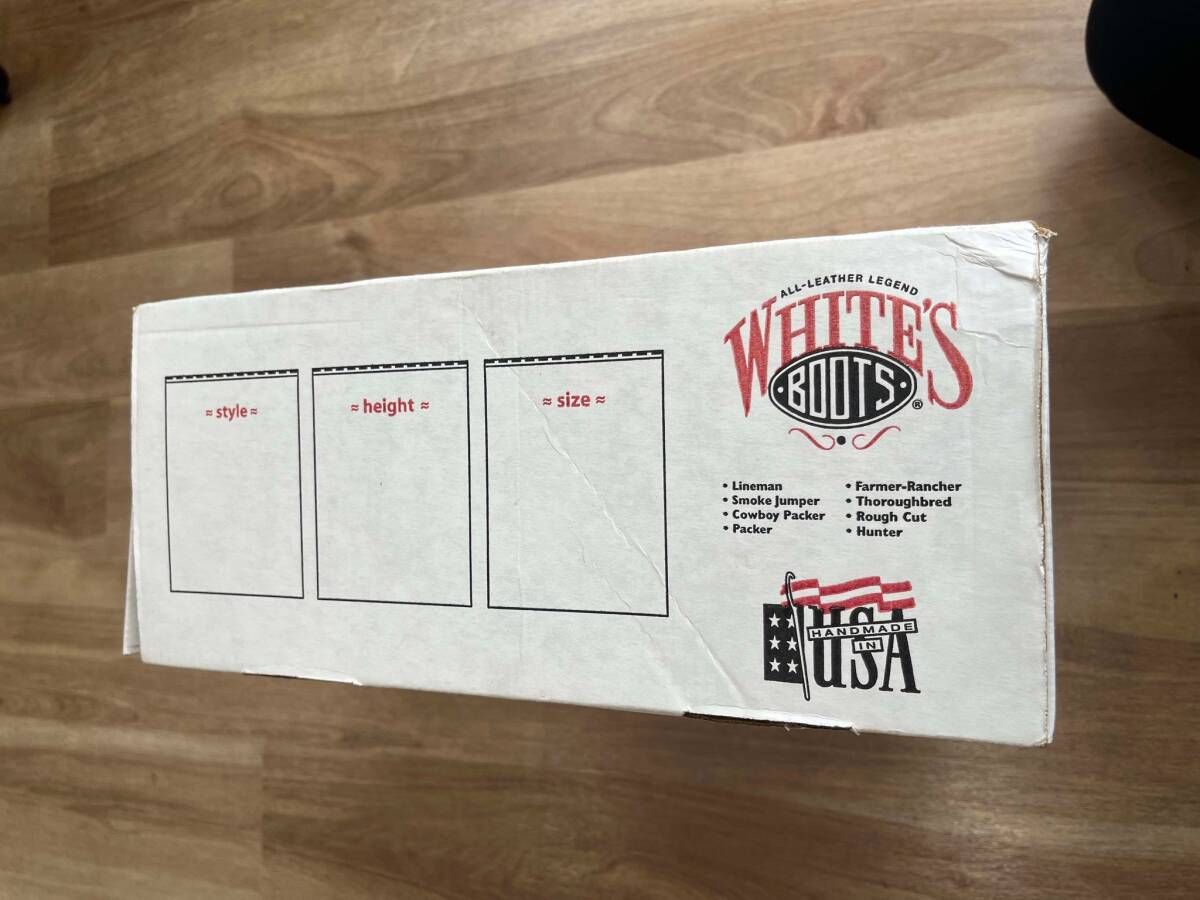 ≈ style ≈
≈ height ≈
≈ size ≈
ALL-LEATHER LEGEND
WHITE'S
·BOOTS·®
• Lineman
• Smoke Jumper
• Cowboy Packer
• Packer
• Farmer-Rancher
• Thoroughbred
• Rough Cut
• Hunter
HANDMADE
IN
USA